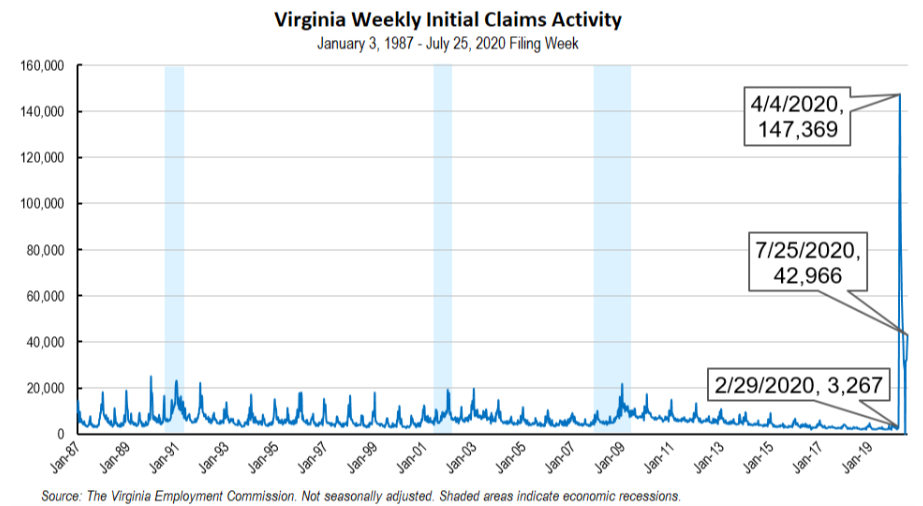 Virginia Weekly Initial Claims Activity
January 3, 1987 - July 25, 2020 Filing Week
160,000
140,000
120,000
100,000
80,000
60,000
40,000
20,000
0
4/4/2020,
147,369
7/25/2020,
42,966
2/29/2020, 3,267
Jan-87
Jan-89
Jan-91
Jan-93
Jan-95
Jan-97
Jan-99
Jan-01
Jan-03
Jan-05
Jan-07
Jan-09
Jan-11
Jan-13
Jan-15
Jan-17
Jan-19
Source: The Virginia Employment Commission. Not seasonally adjusted. Shaded areas indicate economic recessions.